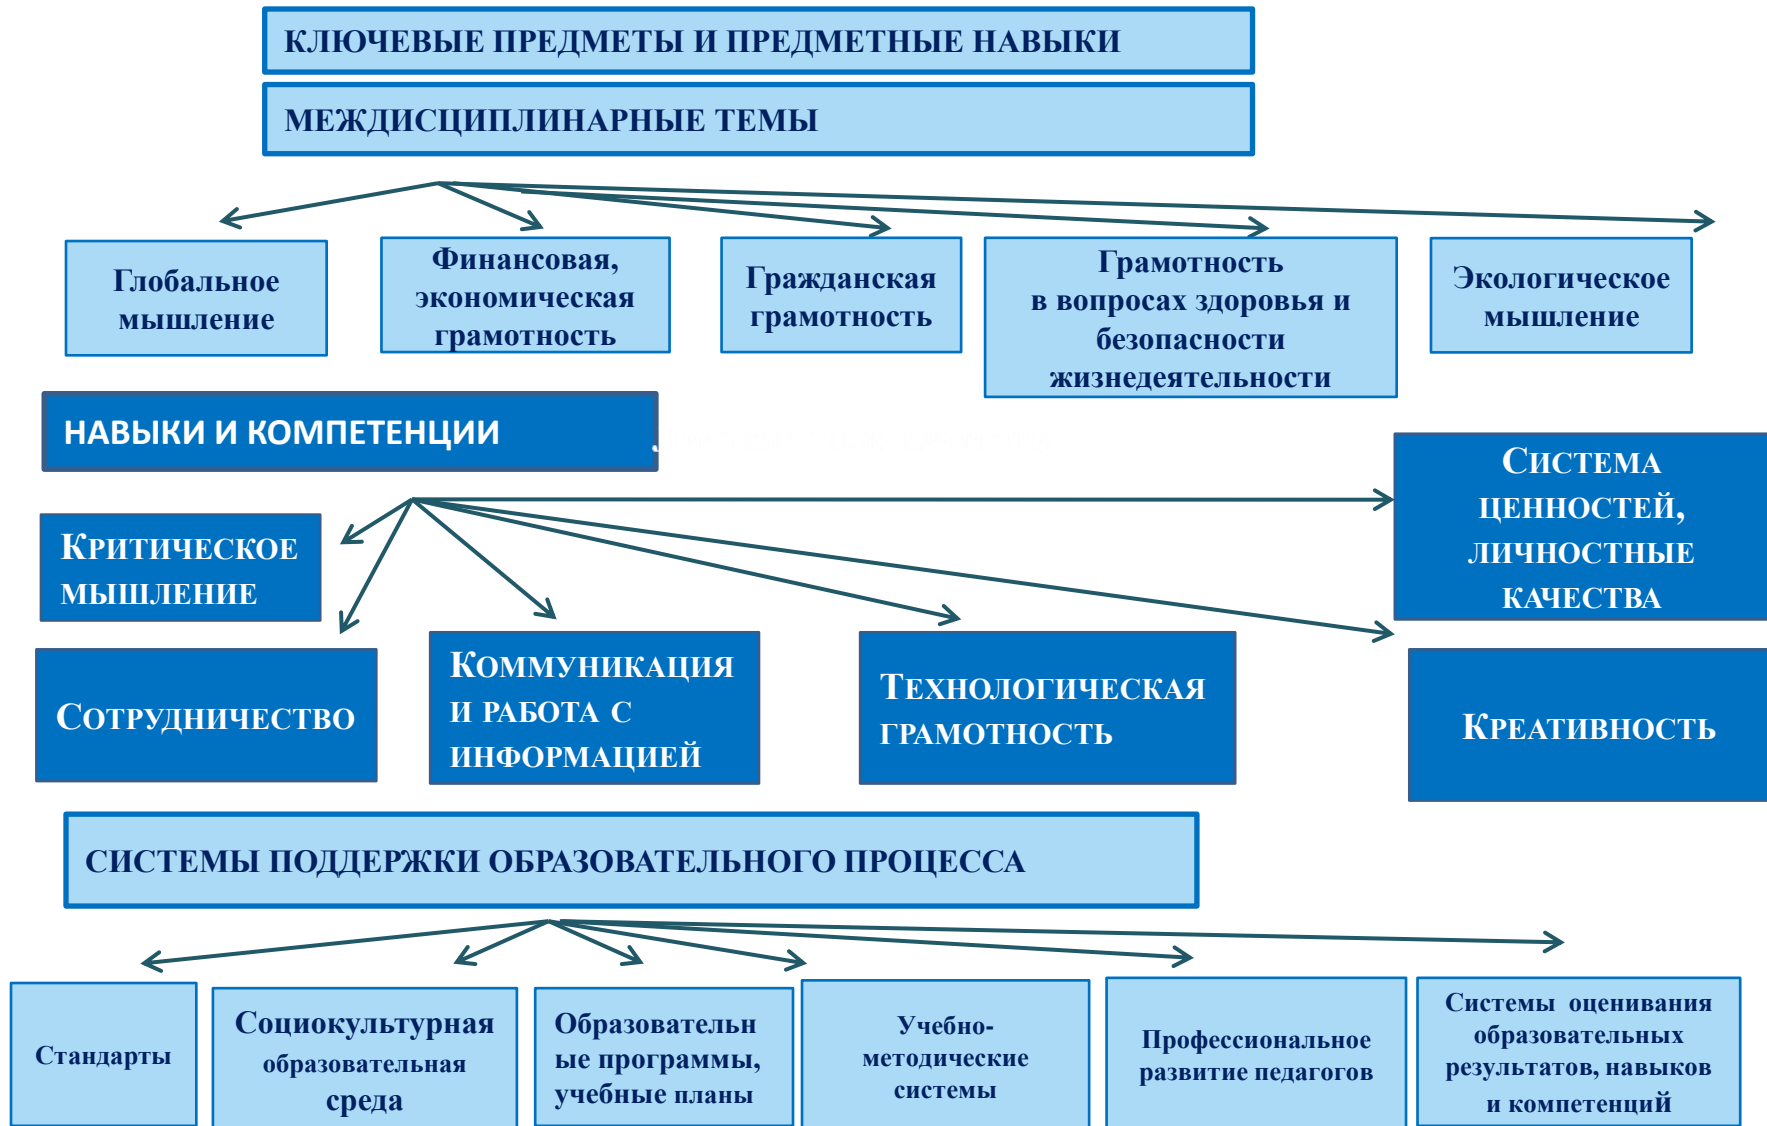 КЛЮЧЕВЫЕ ПРЕДМЕТЫ И ПРЕДМЕТНЫЕ НАВЫКИ
МЕЖДИСЦИПЛИНАРНЫЕ ТЕМЫ
Глобальное
мышление
Финансовая,
экономическая
грамотность
Гражданская
грамотность
Грамотность
в вопросах здоровья и
безопасности
жизнедеятельности
Экологическое
мышление
НАВЫКИ И КОМПЕТЕНЦИИ
КРИТИЧЕСКОЕ
МЫШЛЕНИЕ
СИСТЕМА
ЦЕННОСТЕЙ,
ЛИЧНОСТНЫЕ
КАЧЕСТВА
СОТРУДНИЧЕСТВО
КОММУНИКАЦИЯ
И РАБОТА С
ИНФОРМАЦИЕЙ
ТЕХНОЛОГИЧЕСКАЯ
ГРАМОТНОСТЬ
КРЕАТИВНОСТЬ
СИСТЕМЫ ПОДДЕРЖКИ ОБРАЗОВАТЕЛЬНОГО ПРОЦЕССА
Стандарты
Социокультурная
образовательная
среда
Образовательн
ые программы,
учебные планы
Учебно-
методические
системы
Профессиональное
развитие педагогов
Системы оценивания
образовательных
результатов, навыков
и компетенций